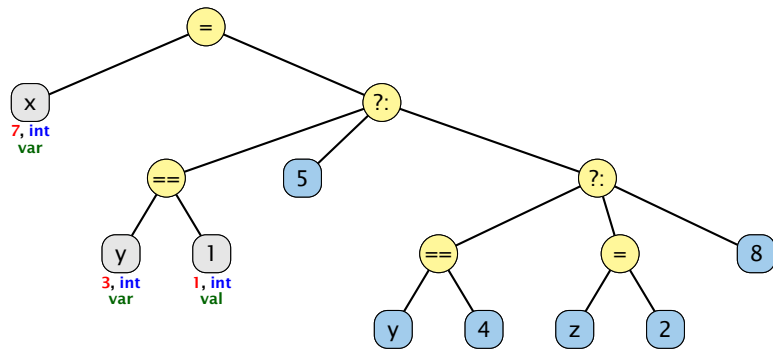 =
x
7, int
var
?:
==
5
?:
y
3, int
var
1
1, int
val
==
=
8
y
4
z
2